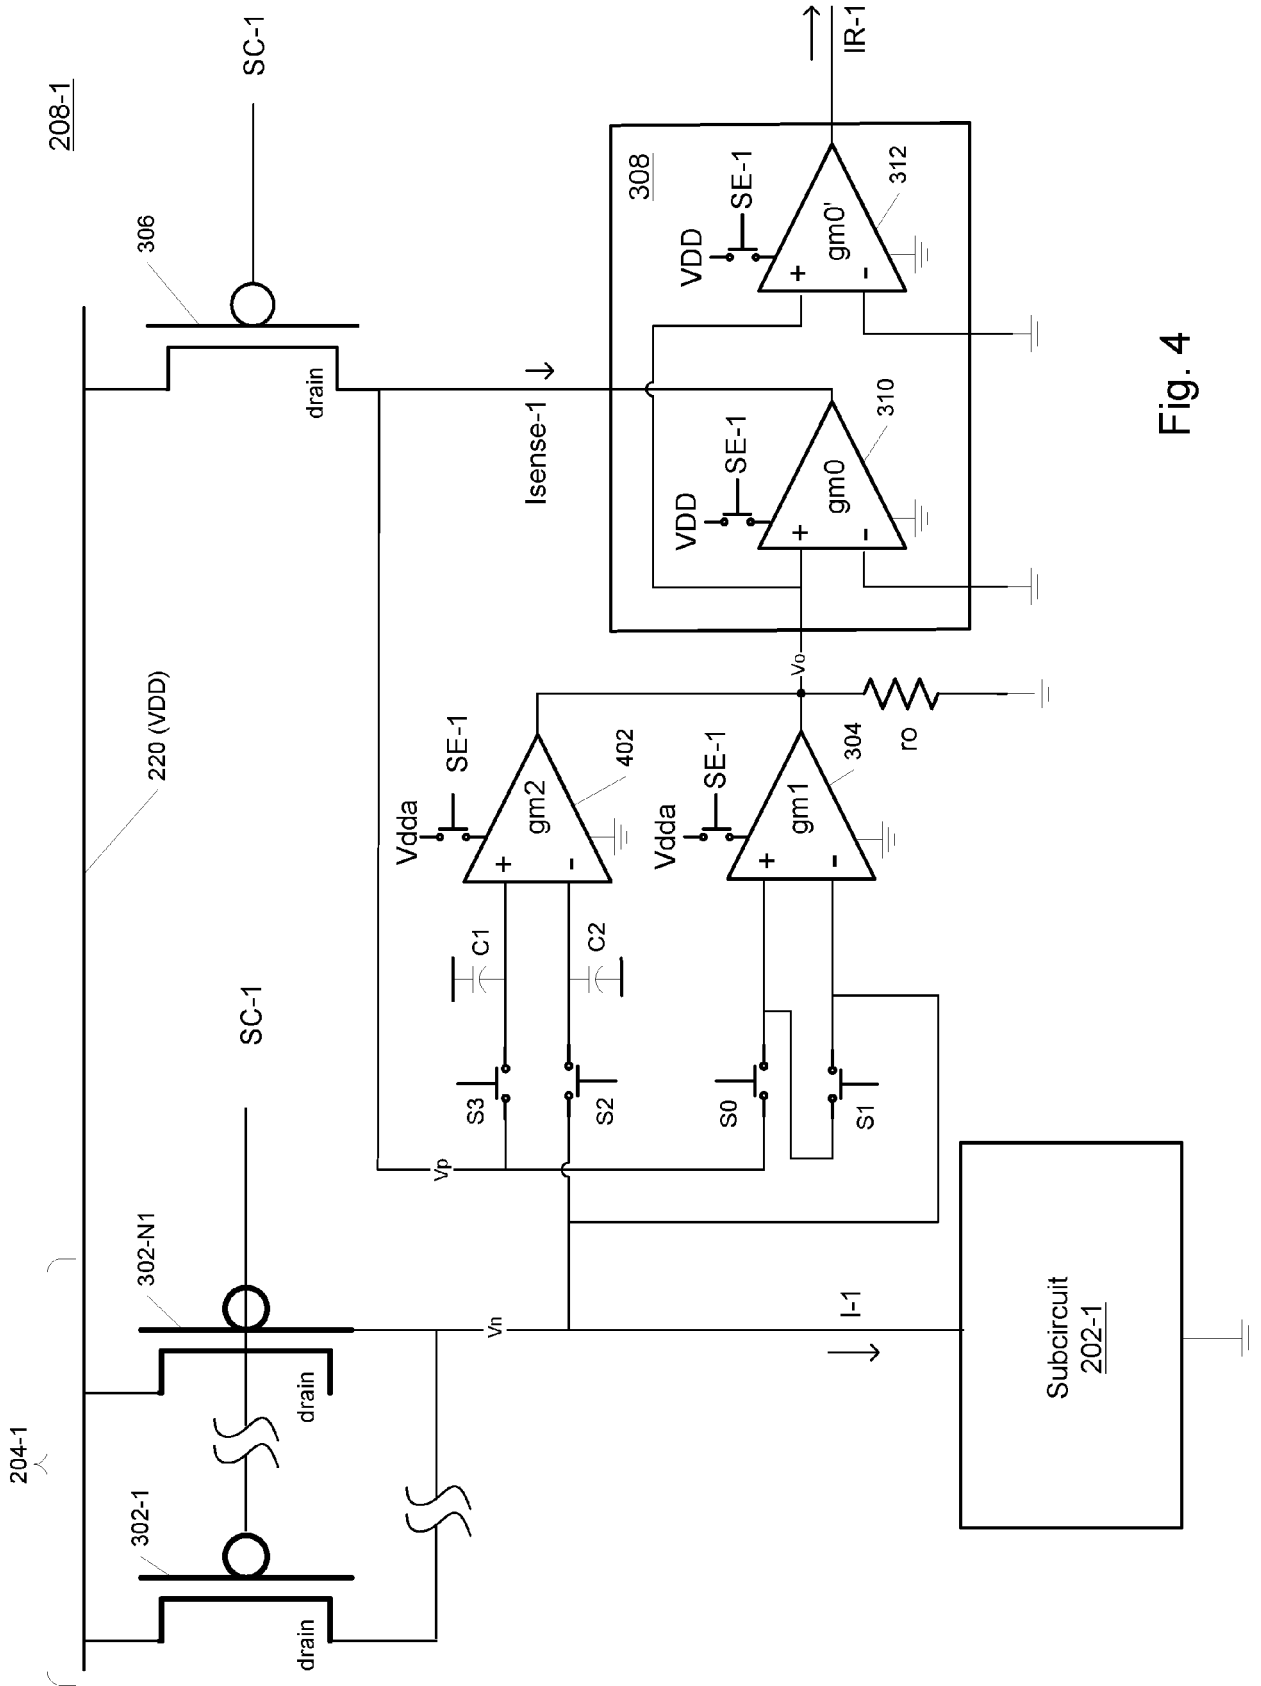 208-1
204-1
220 (VDD)
302-1
302-N1
SC-1
306
SC-1
drain
drain
drain
Vn
Vp
Isense-1
S3
S2
C1
C2
Vdda
SE-1
+
-
gm2
402
S0
S1
Vdda
SE-1
+
-
gm1
304
Vo
ro
308
VDD
SE-1
+
-
gm0
310
VDD
SE-1
+
-
gm0'
312
IR-1
I-1
Subcircuit
202-1
Fig. 4